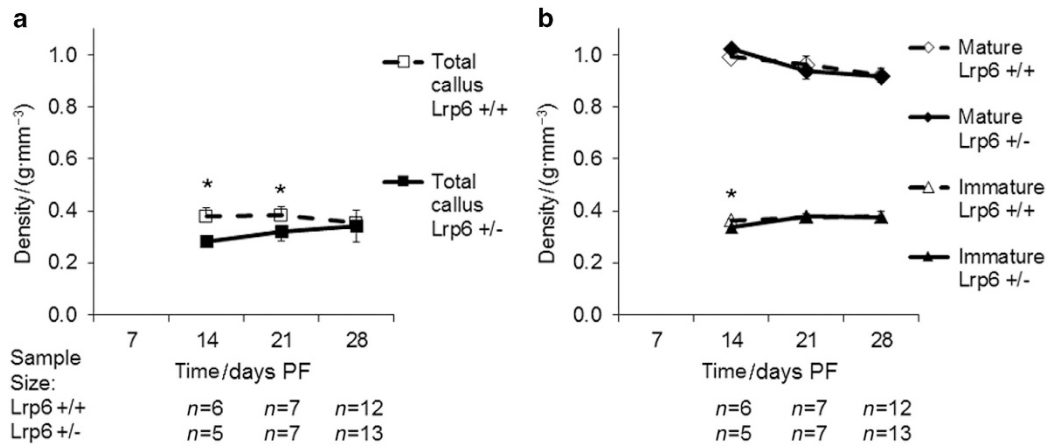 a
1.0
0.8
0.6
0.4
0.2
0.0
Density/(g·mm⁻³)
* *
Total
callus
Lrp6 +/+
Total
callus
Lrp6 +/-
7 14 21 28
Time/days PF
Sample
Size:
Lrp6 +/+ n=6 n=7 n=12
Lrp6 +/- n=5 n=7 n=13
b
1.0
0.8
0.6
0.4
0.2
0.0
Density/(g·mm⁻³)
*
Mature
Lrp6 +/+
Mature
Lrp6 +/-
Immature
Lrp6 +/+
Immature
Lrp6 +/-
7 14 21 28
Time/days PF
n=6 n=7 n=12
n=5 n=7 n=13